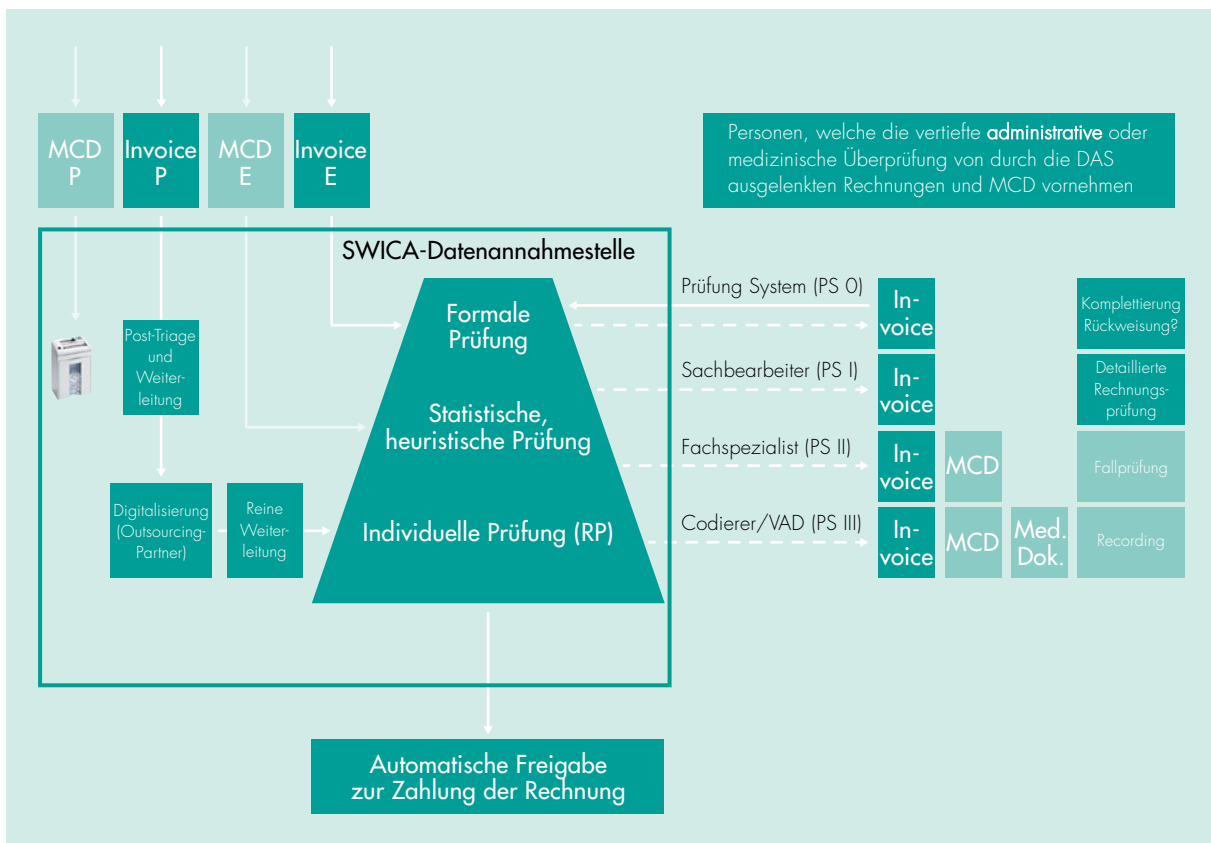 MCD
P
Invoice
P
MCD
E
Invoice
E
Personen, welche die vertiefte administrative oder
medizinische Überprüfung von durch die DAS
ausgelenkten Rechnungen und MCD vornehmen
SWICA-Datenannahmestelle
Post-Triage
und
Weiter-
leitung
Digitalisierung
(Outsourcing-
Partner)
Reine
Weiter-
leitung
Formale
Prüfung
Statistische,
heuristische Prüfung
Individuelle Prüfung (RP)
Prüfung System (PS 0)
In-
voice
Komplettierung
Rückweisung?
Sachbearbeiter (PS I)
In-
voice
Detaillierte
Rechnungs-
prüfung
Fachspezialist (PS II)
In-
voice
MCD
Fallprüfung
Codierer/VAD (PS III)
In-
voice
MCD
Med.
Dok.
Recording
Automatische Freigabe
zur Zahlung der Rechnung